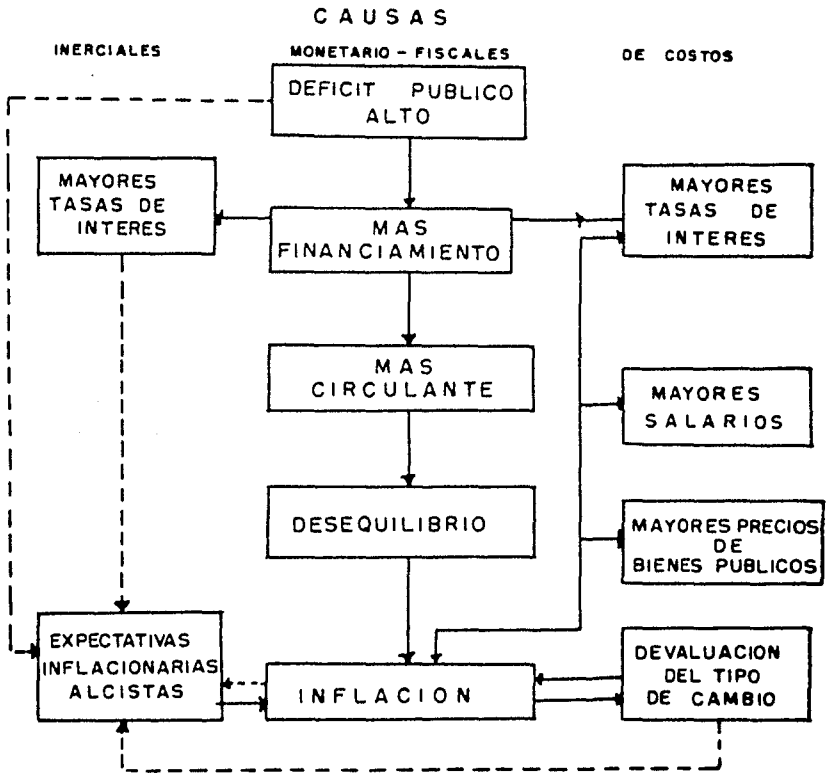 CAUSAS
INERCIALES
MONETARIO - FISCALES
DE COSTOS
DEFICIT PUBLICO
ALTO
MAYORES
TASAS DE
INTERES
MAS
FINANCIAMIENTO
MAYORES
TASAS DE
INTERES
MAS
CIRCULANTE
MAYORES
SALARIOS
DESEQUILIBRIO
MAYORES PRECIOS
DE
BIENES PUBLICOS
EXPECTATIVAS
INFLACIONARIAS
ALCISTAS
INFLACION
DEVALUACION
DEL TIPO
DE CAMBIO